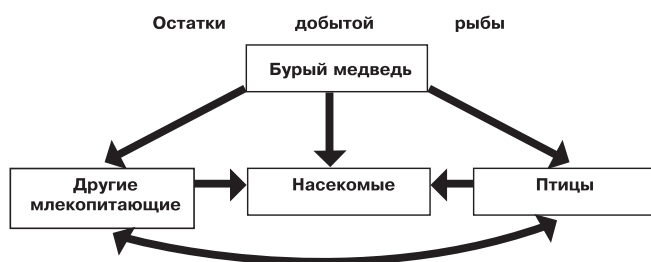 Остатки добытой рыбы
Бурый медведь
Другие
млекопитающие
Насекомые
Птицы